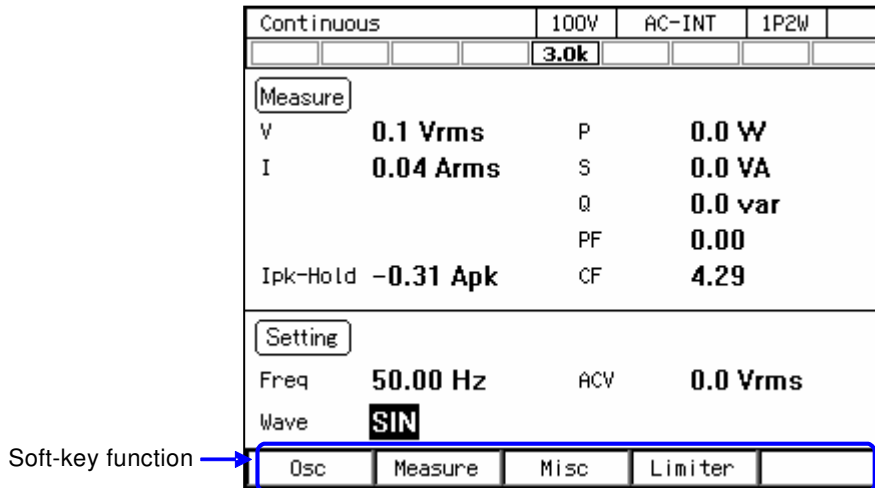 Continuous 100V AC-INT 1P2W
3.0k
Measure
V 0.1 Vrms P 0.0 W
I 0.04 Arms S 0.0 VA
Q 0.0 var
PF 0.00
Ipk-Hold -0.31 Apk CF 4.29
Setting
Freq 50.00 Hz ACV 0.0 Vrms
Wave SIN
Soft-key function Osc Measure Misc Limiter